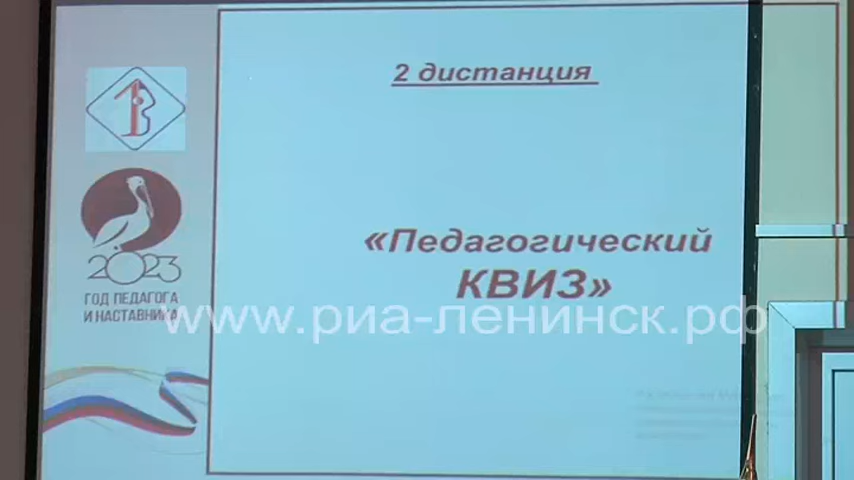 2 дистанция
«Педагогический
КВИЗ»
2023
ГОД ПЕДАГОГА
И НАСТАВНИКА
www.риа-ленинск.рф